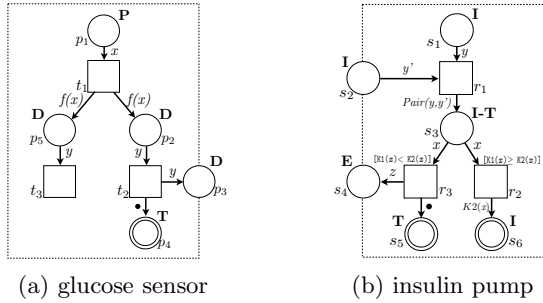 P
p1
x
t1
f(x) f(x)
D D
p5 p2
y y
D
t3 t2 y p3
T
p4
(a) glucose sensor
I
s1
y
I
y'
s2 r1
Pair(y,y')
I-T
s3
x x
[K1(x)< K2(x)] [K1(x)≥ K2(x)]
E
z
s4 r3 r2
K2(x)
T I
s5 s6
(b) insulin pump